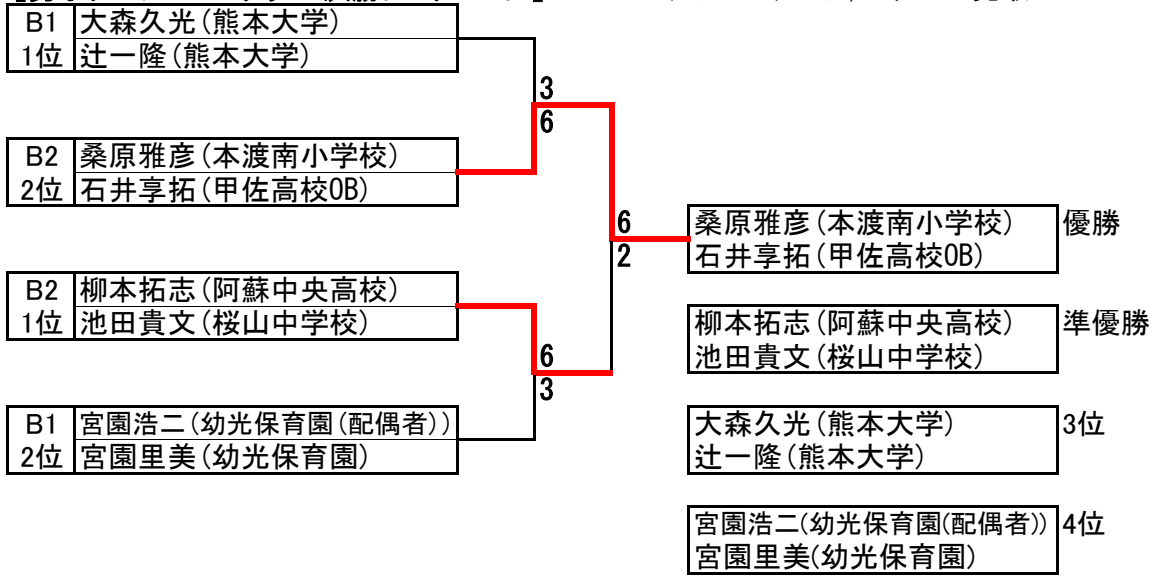 B1 大森久光(熊本大学)
1位 辻一隆(熊本大学)
3
6
B2 桑原雅彦(本渡南小学校)
2位 石井享拓(甲佐高校OB)
6
2
桑原雅彦(本渡南小学校) 優勝
石井享拓(甲佐高校OB)
B2 柳本拓志(阿蘇中央高校)
1位 池田貴文(桜山中学校)
柳本拓志(阿蘇中央高校) 準優勝
池田貴文(桜山中学校)
6
3
B1 宮園浩二(幼光保育園(配偶者))
2位 宮園里美(幼光保育園)
大森久光(熊本大学) 3位
辻一隆(熊本大学)
宮園浩二(幼光保育園(配偶者)) 4位
宮園里美(幼光保育園)